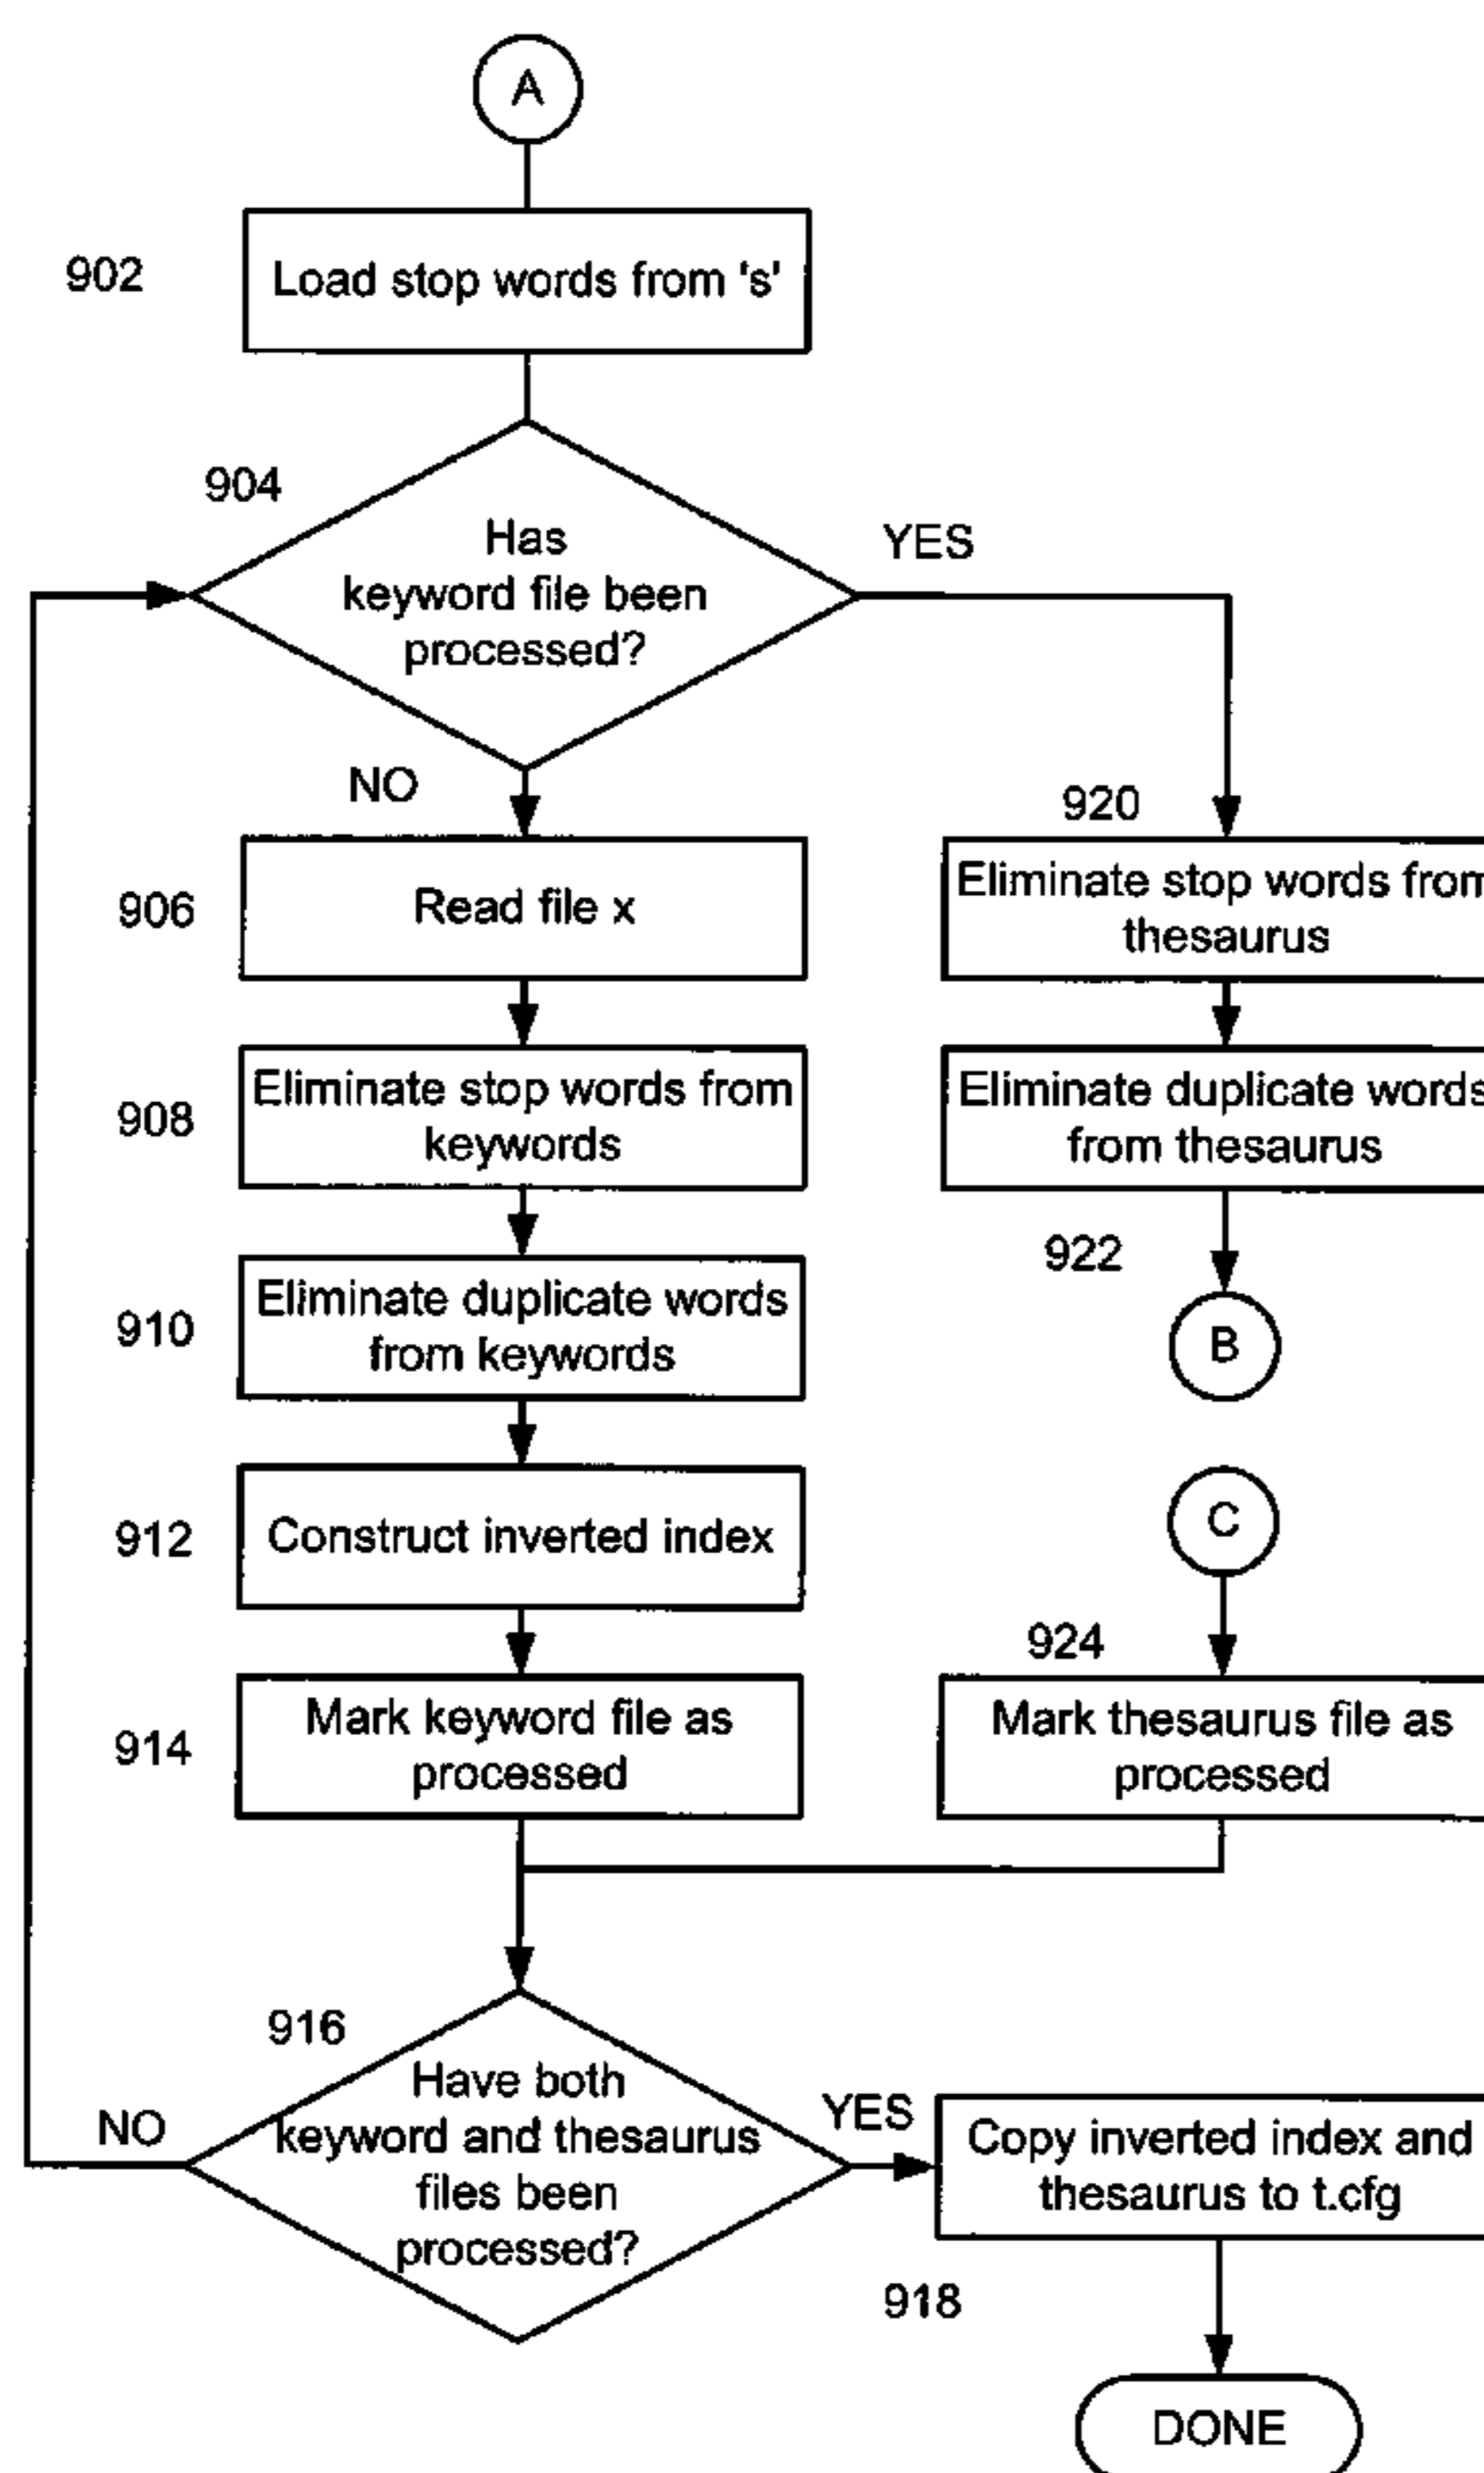 A
902
Load stop words from 's'
904
Has
keyword file been
processed?
YES
NO
906
Read file x
920
Eliminate stop words from
thesaurus
908
Eliminate stop words from
keywords
Eliminate duplicate words
from thesaurus
922
910
Eliminate duplicate words
from keywords
B
912
Construct inverted index
C
924
914
Mark keyword file as
processed
Mark thesaurus file as
processed
916
Have both
keyword and thesaurus
files been
processed?
NO
YES
Copy inverted index and
thesaurus to t.cfg
918
DONE